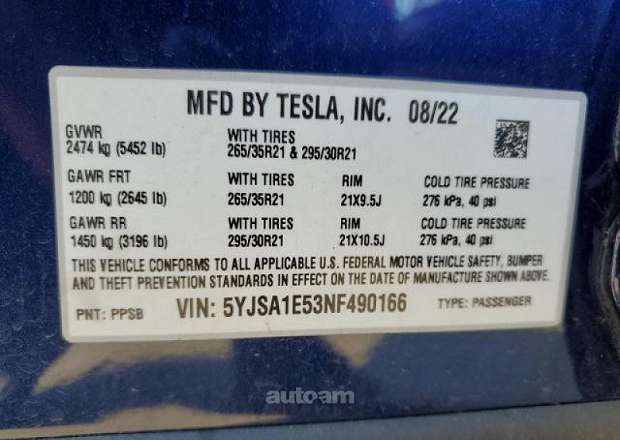 MFD BY TESLA, INC. 08/22
GVWR
2474 kg (5452 lb)
WITH TIRES
265/35R21 & 295/30R21
GAWR FRT
1200 kg (2645 lb)
WITH TIRES
265/35R21
RIM
21X9.5J
COLD TIRE PRESSURE
276 kPa, 40 psi
GAWR RR
1450 kg (3196 lb)
WITH TIRES
295/30R21
RIM
21X10.5J
COLD TIRE PRESSURE
276 kPa, 40 psi
THIS VEHICLE CONFORMS TO ALL APPLICABLE U.S. FEDERAL MOTOR VEHICLE SAFETY, BUMPER
AND THEFT PREVENTION STANDARDS IN EFFECT ON THE DATE OF MANUFACTURE SHOWN ABOVE.
PNT: PPSB VIN: 5YJSA1E53NF490166 TYPE: PASSENGER
autoam